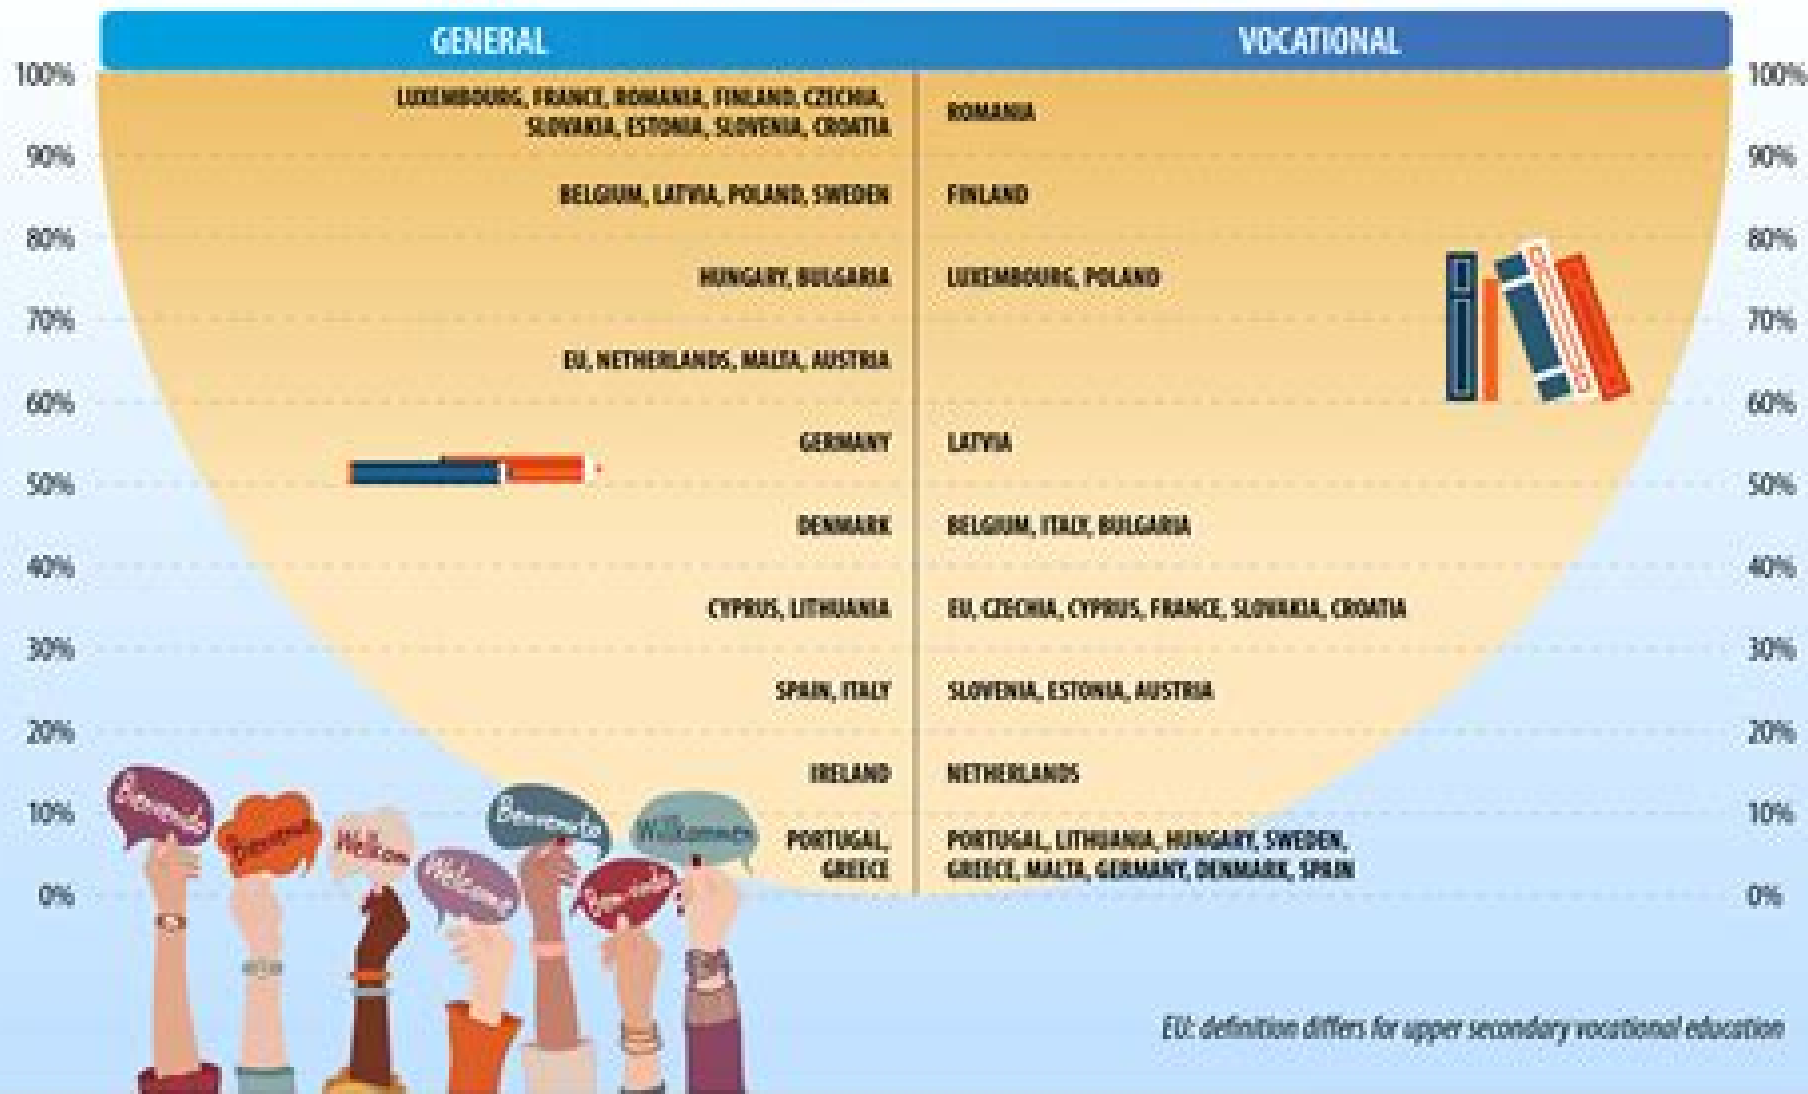 GENERAL VOCATIONAL
100% 100%
LUXEMBOURG, FRANCE, ROMANIA, FINLAND, CZECHIA,
SLOVAKIA, ESTONIA, SLOVENIA, CROATIA
ROMANIA
90% 90%
BELGIUM, LATVIA, POLAND, SWEDEN FINLAND
80% 80%
HUNGARY, BULGARIA LUXEMBOURG, POLAND
70% 70%
EU, NETHERLANDS, MALTA, AUSTRIA
60% 60%
GERMANY LATVIA
50% 50%
DENMARK BELGIUM, ITALY, BULGARIA
40% 40%
CYPRUS, LITHUANIA EU, CZECHIA, CYPRUS, FRANCE, SLOVAKIA, CROATIA
30% 30%
SPAIN, ITALY SLOVENIA, ESTONIA, AUSTRIA
20% 20%
IRELAND NETHERLANDS
10% 10%
PORTUGAL,
GREECE
PORTUGAL, LITHUANIA, HUNGARY, SWEDEN,
GREECE, MALTA, GERMANY, DENMARK, SPAIN
0% 0%
Bienvenido
Welkom
Welcome
Benvenuto
Willkommen
EU: definition differs for upper secondary vocational education